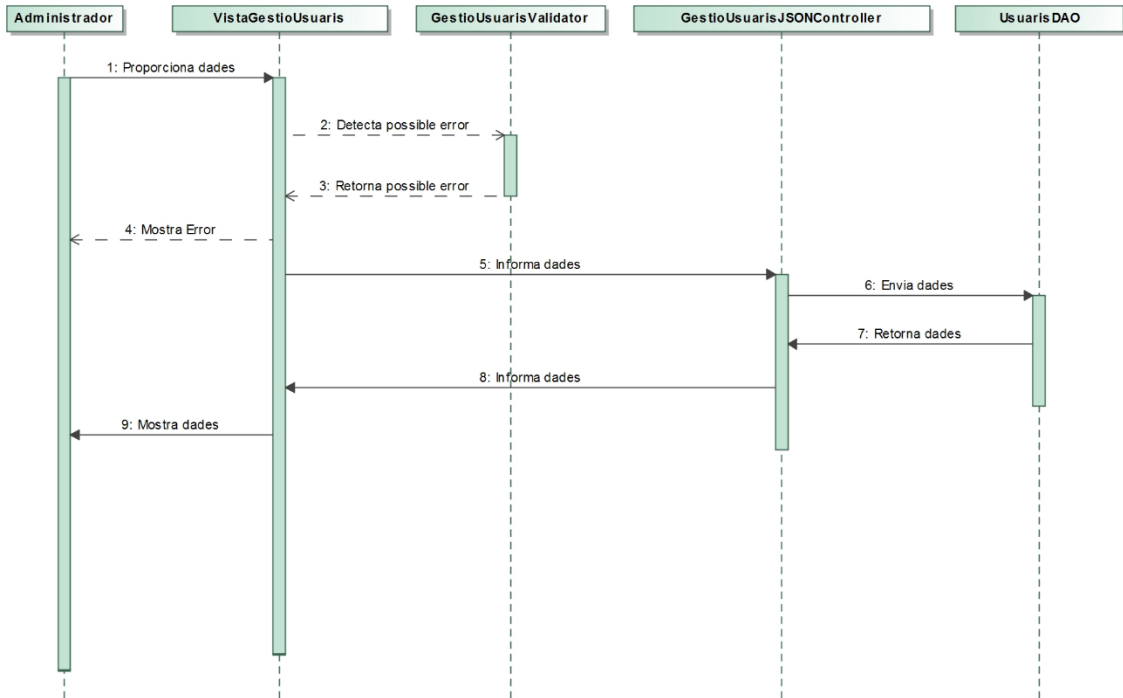 Administrador
VistaGestioUsuaris
GestioUsuarisValidator
GestioUsuarisJSONController
UsuarisDAO
1: Proporciona dades
2: Detecta possible error
3: Retorna possible error
4: Mostra Error
5: Informa dades
6: Envia dades
7: Retorna dades
8: Informa dades
9: Mostra dades